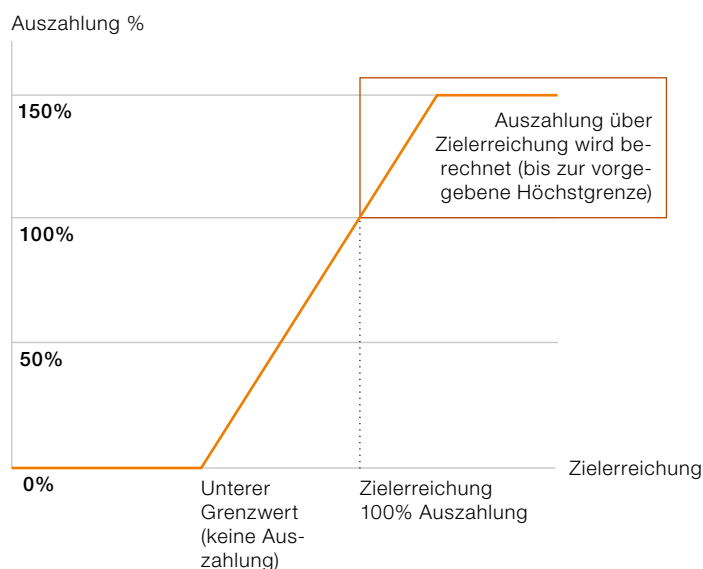 Auszahlung %
150%
Auszahlung über
Zielerreichung wird be-
rechnet (bis zur vorge-
gebene Höchstgrenze)
100%
50%
Zielerreichung
0%
Unterer
Grenzwert
(keine Aus-
zahlung)
Zielerreichung
100% Auszahlung